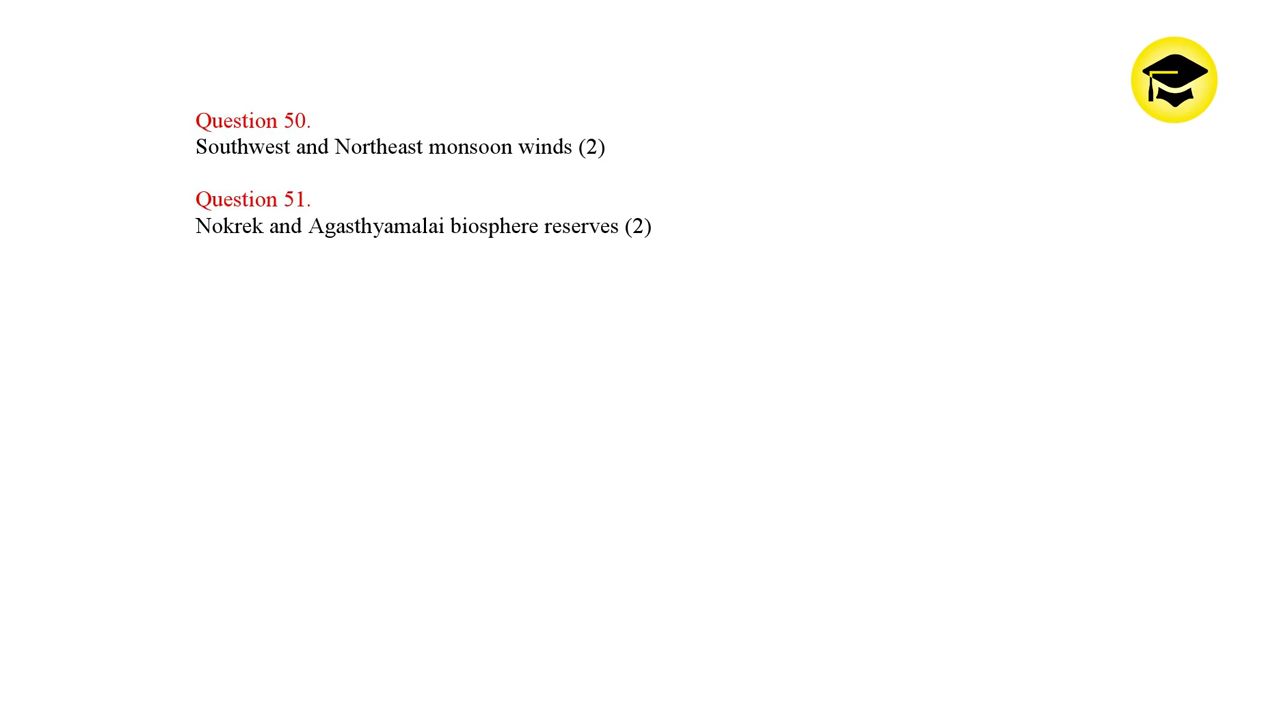 Question 50.
Southwest and Northeast monsoon winds (2)
Question 51.
Nokrek and Agasthyamalai biosphere reserves (2)